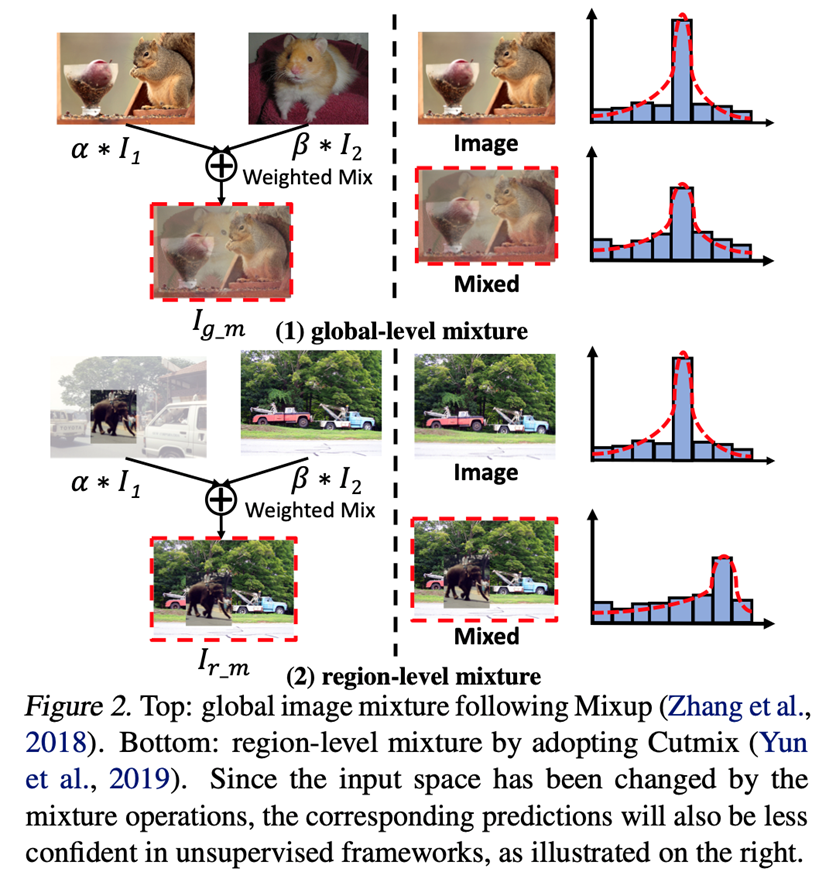 α * I₁
β * I₂
Weighted Mix
I_g_m
Image
Mixed
(1) global-level mixture
α * I₁
β * I₂
Weighted Mix
I_r_m
Image
Mixed
(2) region-level mixture
Figure 2. Top: global image mixture following Mixup (Zhang et al.,
2018). Bottom: region-level mixture by adopting Cutmix (Yun
et al., 2019). Since the input space has been changed by the
mixture operations, the corresponding predictions will also be less
confident in unsupervised frameworks, as illustrated on the right.